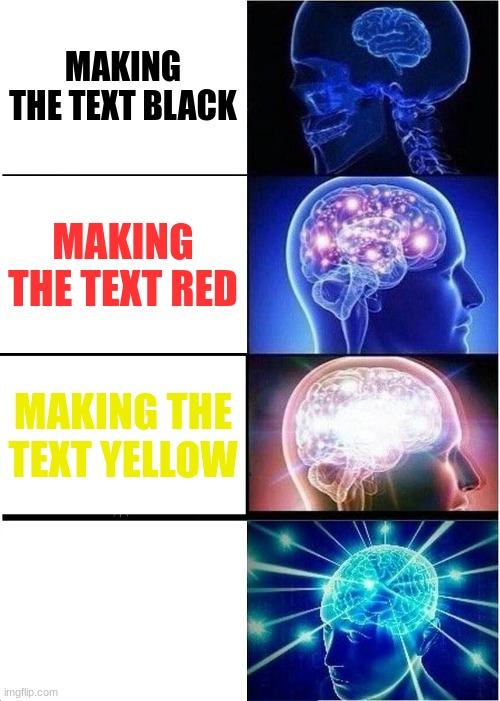 MAKING
THE TEXT BLACK
MAKING
THE TEXT RED
MAKING THE
TEXT YELLOW
imgflip.com